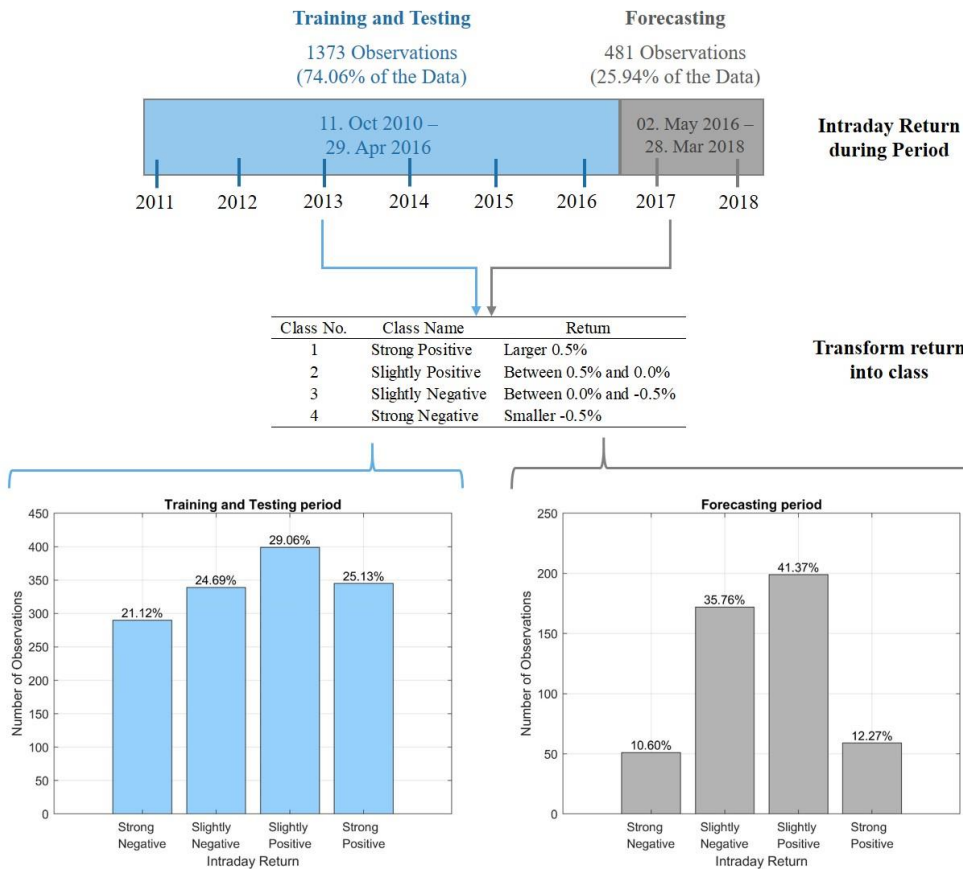 Training and Testing
1373 Observations
(74.06% of the Data)
Forecasting
481 Observations
(25.94% of the Data)
11. Oct 2010 –
29. Apr 2016
02. May 2016 –
28. Mar 2018
Intraday Return
during Period
2011 2012 2013 2014 2015 2016 2017 2018
Class No. Class Name Return
1 Strong Positive Larger 0.5%
2 Slightly Positive Between 0.5% and 0.0%
3 Slightly Negative Between 0.0% and -0.5%
4 Strong Negative Smaller -0.5%
Transform return
into class
Training and Testing period
Number of Observations
450
400
350
300
250
200
150
100
50
0
21.12%
24.69%
29.06%
25.13%
Strong
Negative
Slightly
Negative
Slightly
Positive
Strong
Positive
Intraday Return
Forecasting period
Number of Observations
250
200
150
100
50
0
10.60%
35.76%
41.37%
12.27%
Strong
Negative
Slightly
Negative
Slightly
Positive
Strong
Positive
Intraday Return